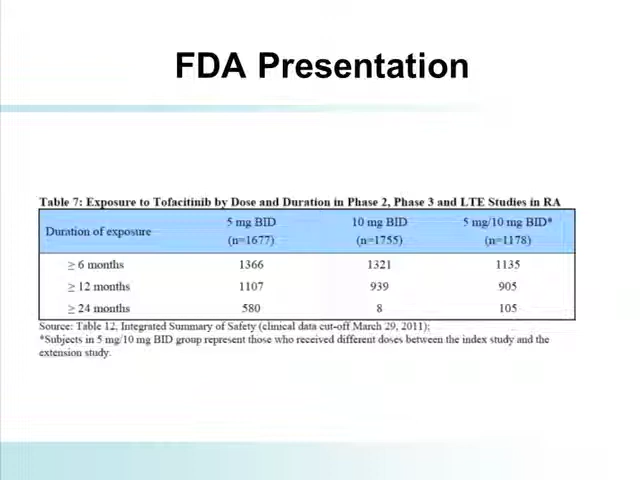 FDA Presentation
Table 7: Exposure to Tofacitinib by Dose and Duration in Phase 2, Phase 3 and LTE Studies in RA
Duration of exposure 5 mg BID (n=1677) 10 mg BID (n=1755) 5 mg/10 mg BID* (n=1178)
≥ 6 months 1366 1321 1135
≥ 12 months 1107 939 905
≥ 24 months 580 8 105
Source: Table 12, Integrated Summary of Safety (clinical data cut-off March 29, 2011);
*Subjects in 5 mg/10 mg BID group represent those who received different doses between the index study and the
extension study.